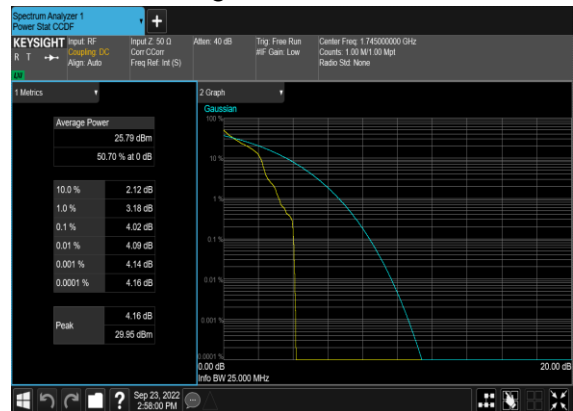 Spectrum Analyzer 1
Power Stat CCDF
KEYSIGHT
R T
LW
Input: RF
Coupling: DC
Align: Auto
Input Z: 50 Ω
Corr CCorr
Freq Ref: Int (S)
Atten: 40 dB
Trig: Free Run
#IF Gain: Low
Center Freq: 1.745000000 GHz
Counts: 1.00 M/1.00 Mpt
Radio Std: None
1 Metrics
Average Power
25.79 dBm
50.70 % at 0 dB
10.0 % 2.12 dB
1.0 % 3.18 dB
0.1 % 4.02 dB
0.01 % 4.09 dB
0.001 % 4.14 dB
0.0001 % 4.16 dB
Peak
4.16 dB
29.95 dBm
2 Graph
Gaussian
100 %
10 %
1 %
0.1 %
0.01 %
0.001 %
0.0001 %
0.00 dB
20.00 dB
Info BW 25.000 MHz
?
Sep 23, 2022
2:58:00 PM